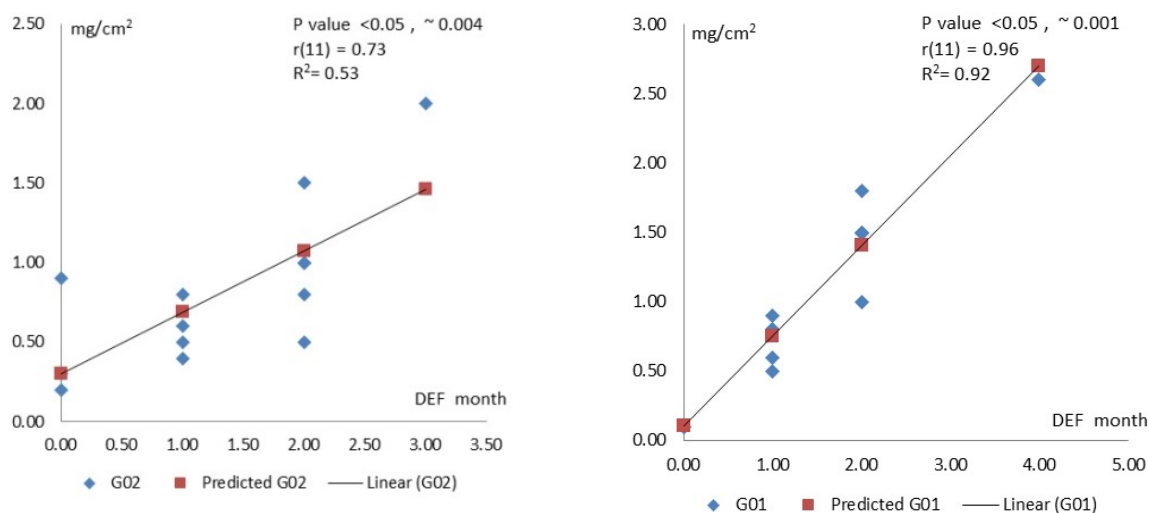 2.50
mg/cm²
P value <0.05 , ~ 0.004
r(11) = 0.73
R²= 0.53
2.00
1.50
1.00
0.50
0.00
DEF month
0.00 0.50 1.00 1.50 2.00 2.50 3.00 3.50
G02 Predicted G02 Linear (G02)
3.00
mg/cm²
P value <0.05 , ~ 0.001
r(11) = 0.96
R²= 0.92
2.50
2.00
1.50
1.00
0.50
0.00
DEF month
0.00 1.00 2.00 3.00 4.00 5.00
G01 Predicted G01 Linear (G01)